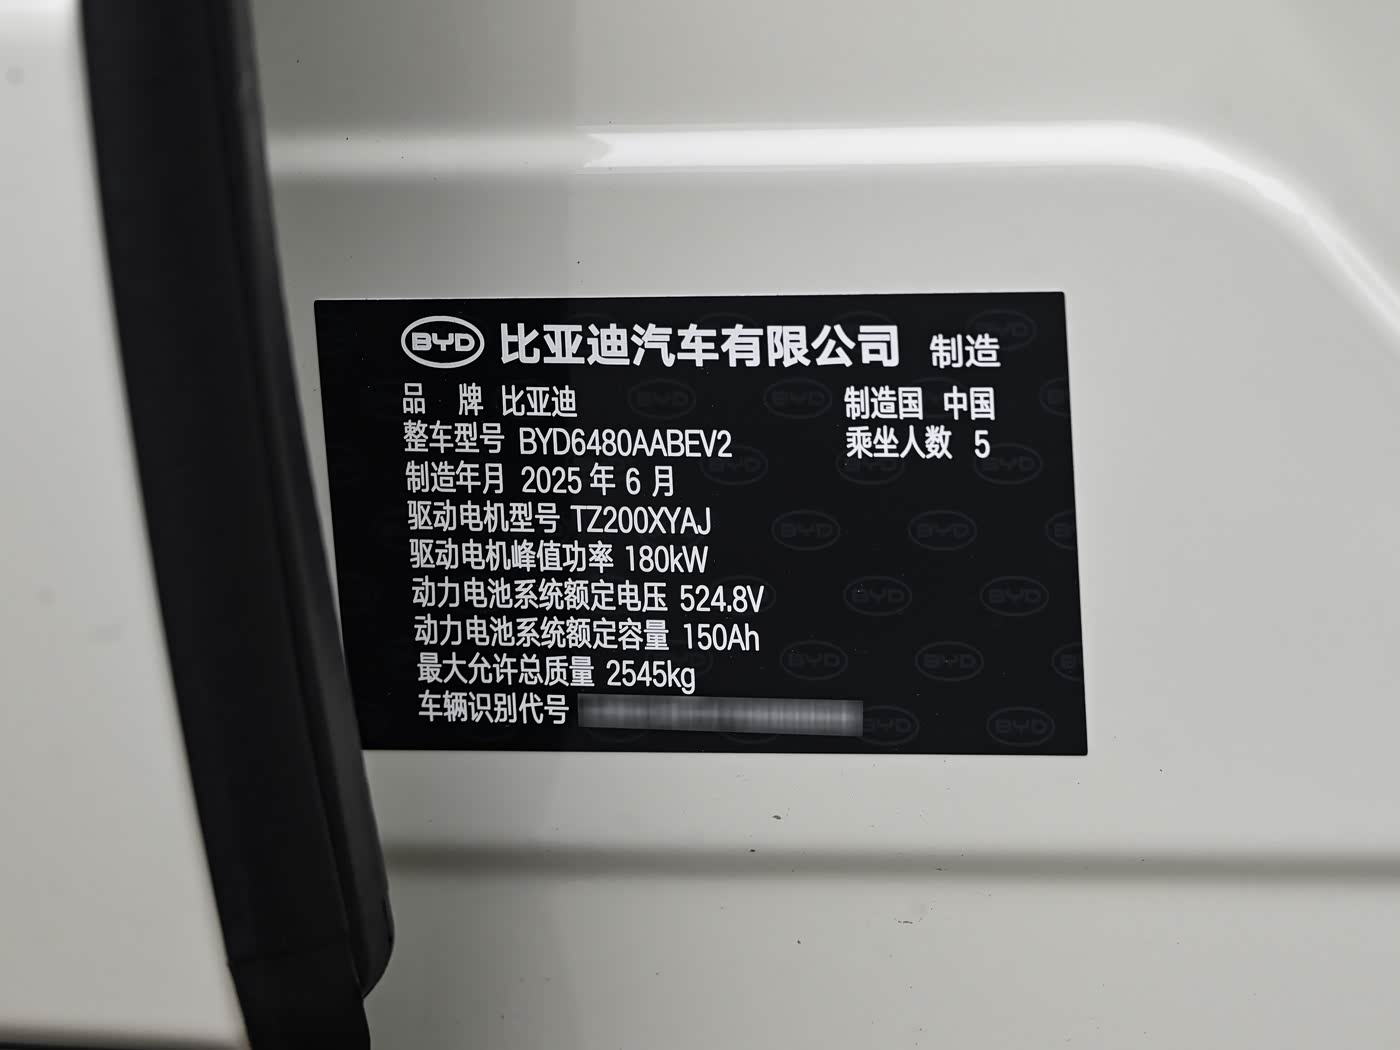 BYD 比亚迪汽车有限公司 制造
品 牌 比亚迪 制造国 中国
整车型号 BYD6480AABEV2 乘坐人数 5
制造年月 2025 年 6 月
驱动电机型号 TZ200XYAJ
驱动电机峰值功率 180kW
动力电池系统额定电压 524.8V
动力电池系统额定容量 150Ah
最大允许总质量 2545kg
车辆识别代号